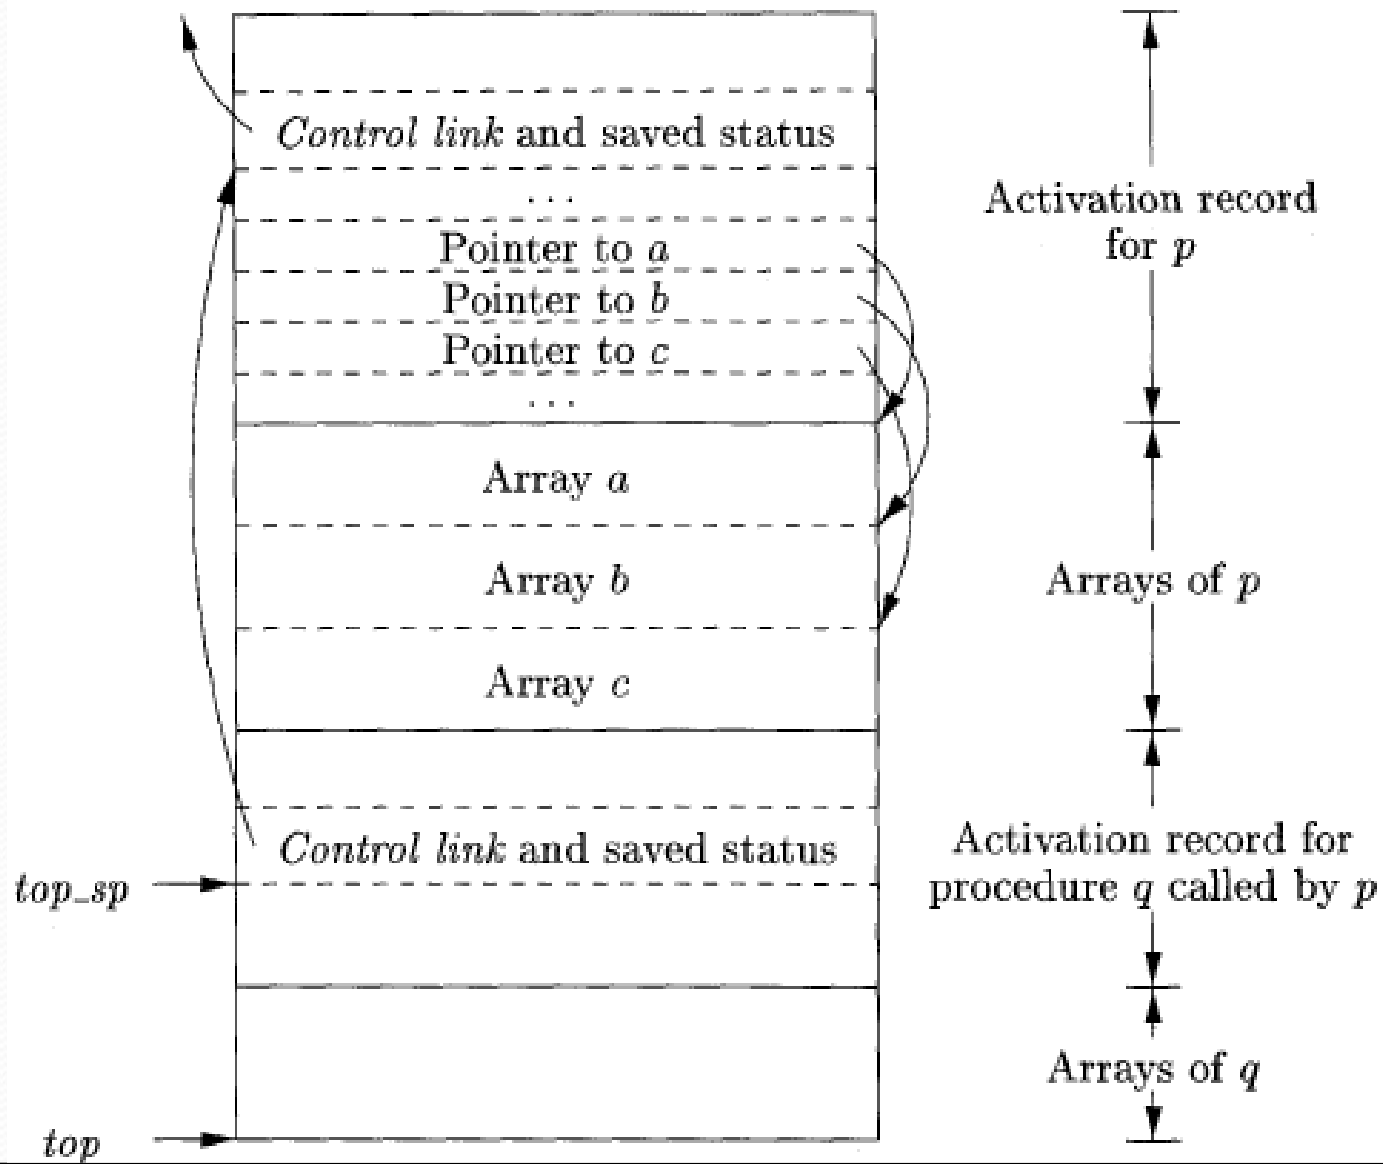 Control link and saved status
...
Pointer to a
Pointer to b
Pointer to c
...
Array a
Array b
Array c
Control link and saved status
top_sp
top
Activation record
for p
Arrays of p
Activation record for
procedure q called by p
Arrays of q